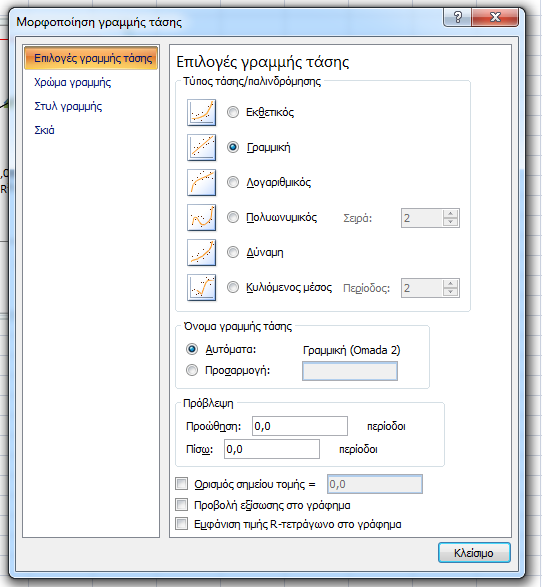 Μορφοποίηση γραμμής τάσης
?
Επιλογές γραμμής τάσης
Χρώμα γραμμής
Στυλ γραμμής
Σκιά
Επιλογές γραμμής τάσης
Τύπος τάσης/παλινδρόμησης
Εκθετικός
Γραμμική
Λογαριθμικός
Πολυωνυμικός Σειρά: 2
Δύναμη
Κυλιόμενος μέσος Περίοδος: 2
Όνομα γραμμής τάσης
Αυτόματα: Γραμμική (Omada 2)
Προσαρμογή:
Πρόβλεψη
Προώθηση: 0,0 περίοδοι
Πίσω: 0,0 περίοδοι
Ορισμός σημείου τομής = 0,0
Προβολή εξίσωσης στο γράφημα
Εμφάνιση τιμής R-τετράγωνο στο γράφημα
Κλείσιμο